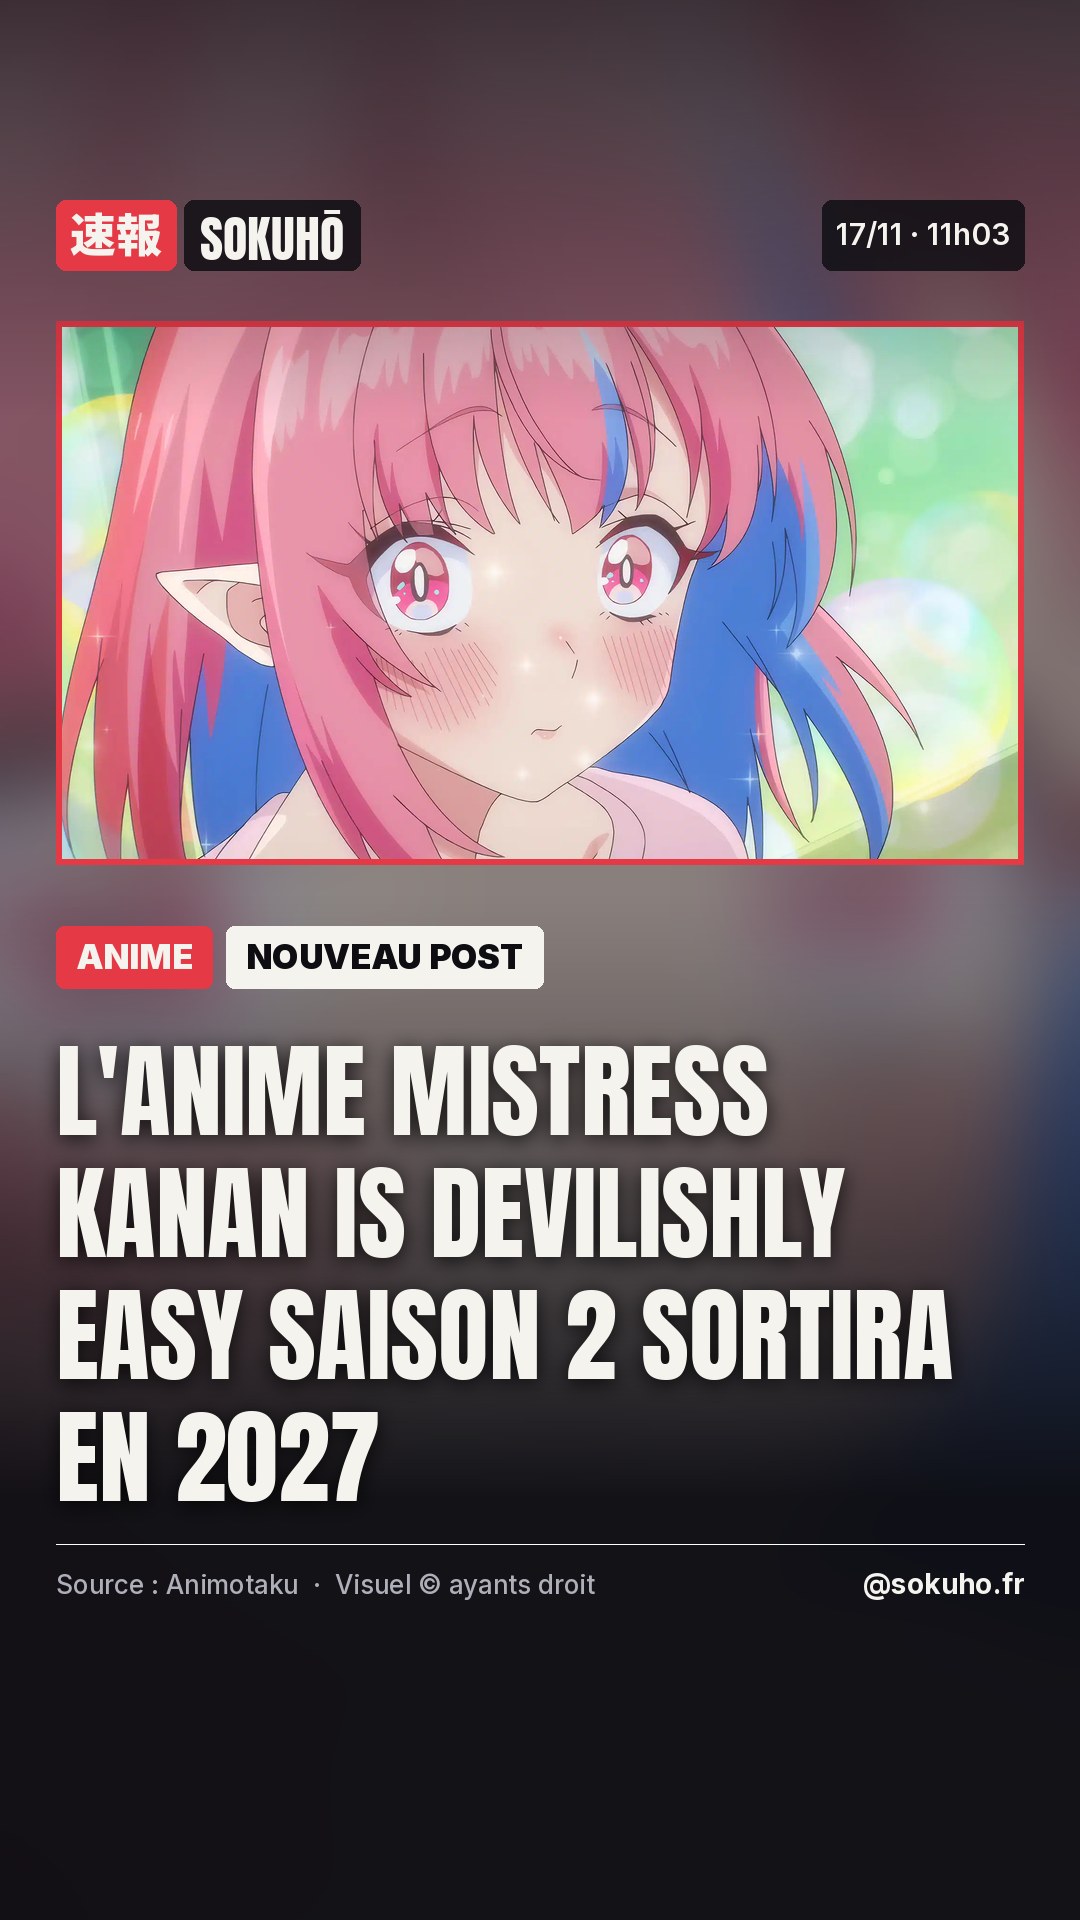 速報 SOKUHŌ 17/11 · 11h03
ANIME NOUVEAU POST
L'ANIME MISTRESS
KANAN IS DEVILISHLY
EASY SAISON 2 SORTIRA
EN 2027
Source : Animotaku · Visuel © ayants droit @sokuho.fr